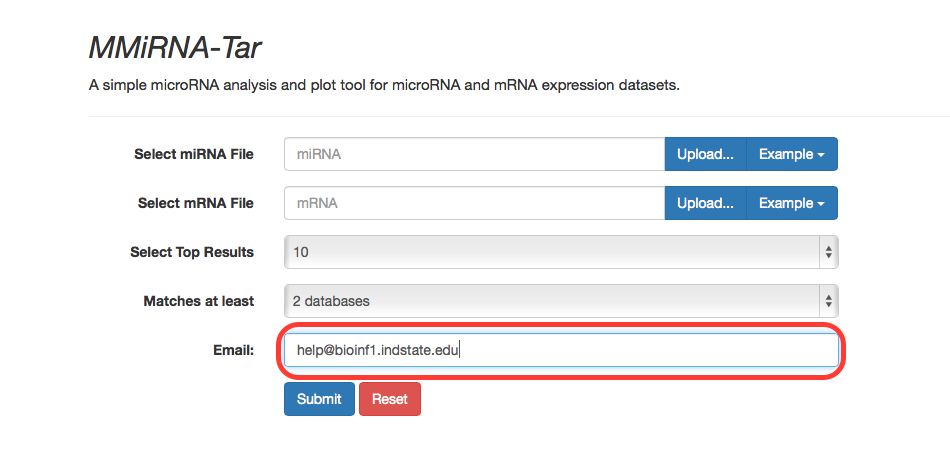 MMiRNA-Tar
A simple microRNA analysis and plot tool for microRNA and mRNA expression datasets.
Select miRNA File miRNA Upload... Example
Select mRNA File mRNA Upload... Example
Select Top Results 10
Matches at least 2 databases
Email: help@bioinf1.indstate.edu
Submit Reset